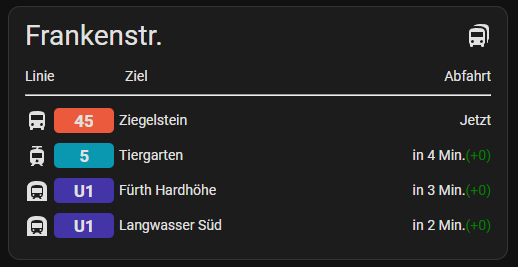 Frankenstr.
Linie Ziel Abfahrt
45 Ziegelstein Jetzt
5 Tiergarten in 4 Min.(+0)
U1 Fürth Hardhöhe in 3 Min.(+0)
U1 Langwasser Süd in 2 Min.(+0)